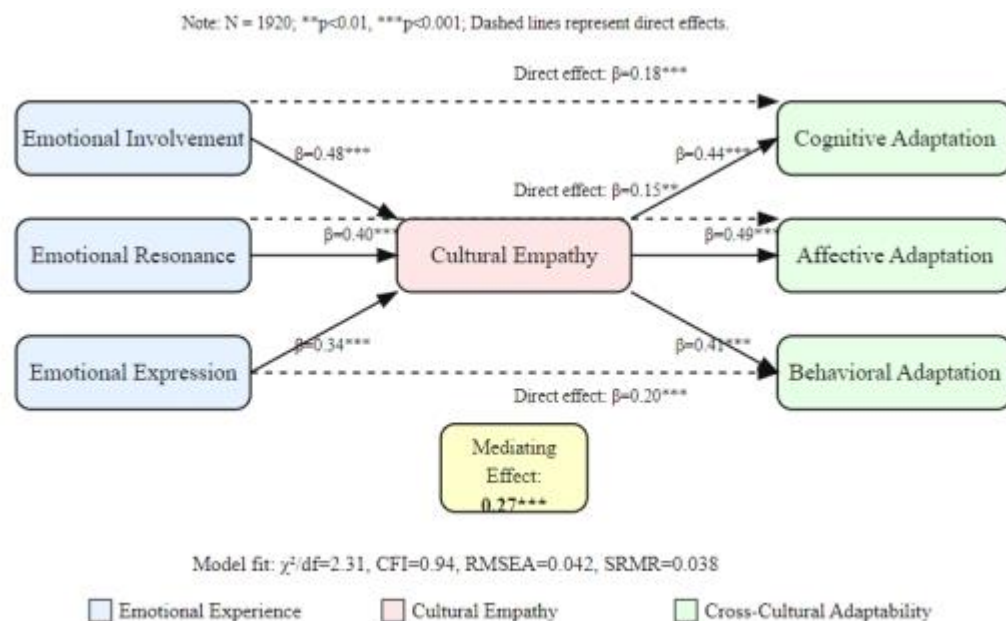 Note: N = 1920; **p<0.01, ***p<0.001; Dashed lines represent direct effects.
Direct effect: β=0.18***
Emotional Involvement
Cognitive Adaptation
β=0.48***
β=0.44***
Direct effect: β=0.15**
β=0.40***
β=0.49***
Emotional Resonance
Cultural Empathy
Affective Adaptation
β=0.34***
β=0.41***
Emotional Expression
Behavioral Adaptation
Direct effect: β=0.20***
Mediating
Effect:
0.27***
Model fit: χ²/df=2.31, CFI=0.94, RMSEA=0.042, SRMR=0.038
Emotional Experience
Cultural Empathy
Cross-Cultural Adaptability